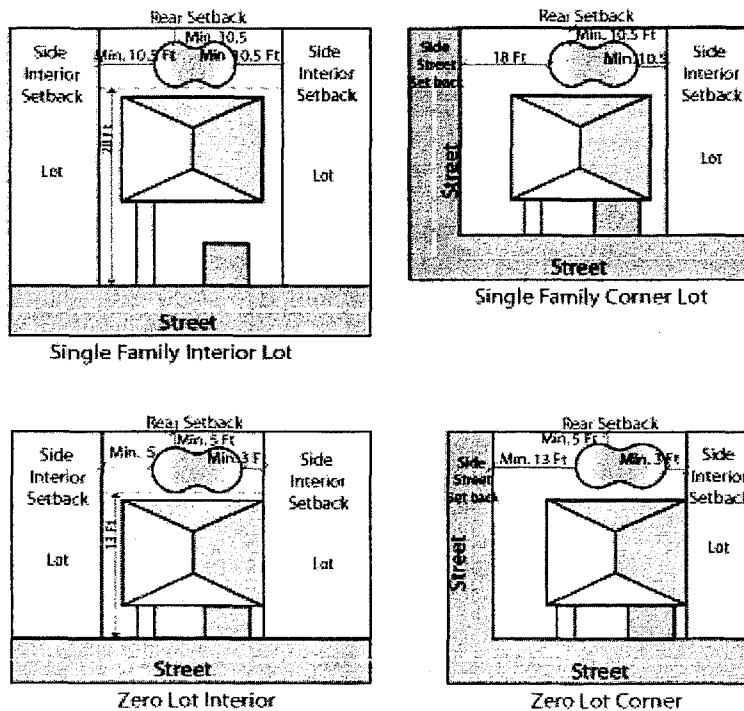 Rear Setback
Min. 10.5
Min. 10.5 Ft
Min 10.5 Ft
Side
Interior
Setback
Lot
28 Ft
Side
Interior
Setback
Lot
Street
Single Family Interior Lot
Rear Setback
Min. 10.5 Ft
18 Ft
Min. 10.5
Side
Street
Set back
Street
Side
Interior
Setback
Lot
Street
Single Family Corner Lot
Rear Setback
Min. 5 Ft
Min. 5
Min. 3 F
Side
Interior
Setback
Lot
13 Ft
Side
Interior
Setback
Lot
Street
Zero Lot Interior
Rear Setback
Min. 5 Ft
Min. 13 Ft
Min. 3 F
Side
Street
Set back
Street
Side
Interior
Setback
Lot
Street
Zero Lot Corner